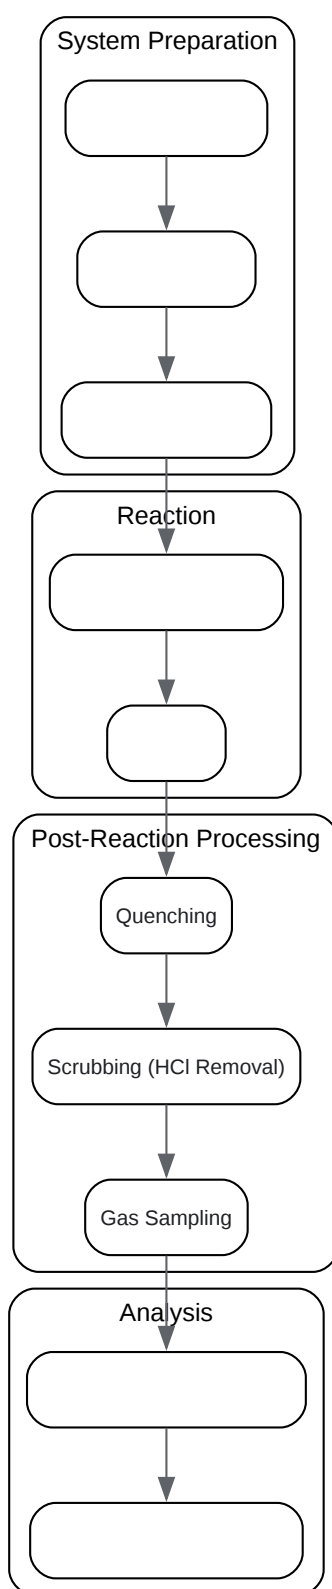 System Preparation
Reaction
Post-Reaction Processing
Quenching
Scrubbing (HCl Removal)
Gas Sampling
Analysis